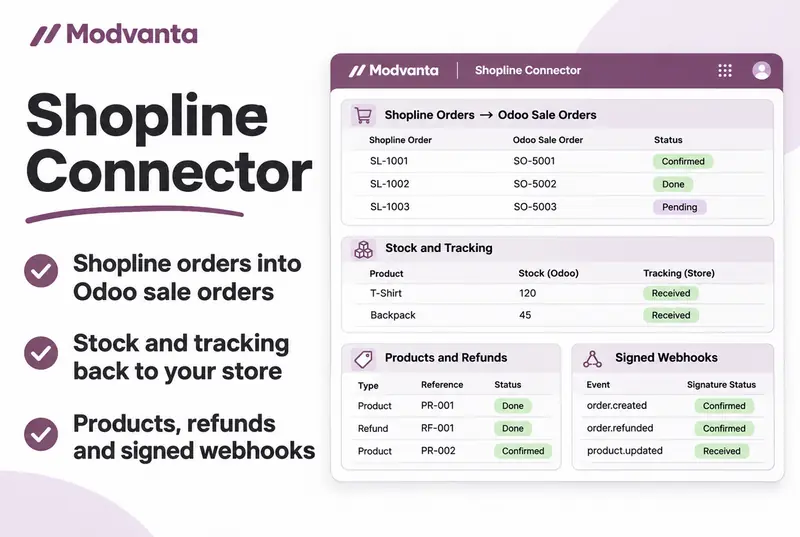 Modvanta
Shopline
Connector
Shopline orders into
Odoo sale orders
Stock and tracking
back to your store
Products, refunds
and signed webhooks
Modvanta | Shopline Connector
Shopline Orders → Odoo Sale Orders
Shopline Order Odoo Sale Order Status
SL-1001 SO-5001 Confirmed
SL-1002 SO-5002 Done
SL-1003 SO-5003 Pending
Stock and Tracking
Product Stock (Odoo) Tracking (Store)
T-Shirt 120 Received
Backpack 45 Received
Products and Refunds
Type Reference Status
Product PR-001 Done
Refund RF-001 Done
Product PR-002 Confirmed
Signed Webhooks
Event Signature Status
order.created Confirmed
order.refunded Confirmed
product.updated Received